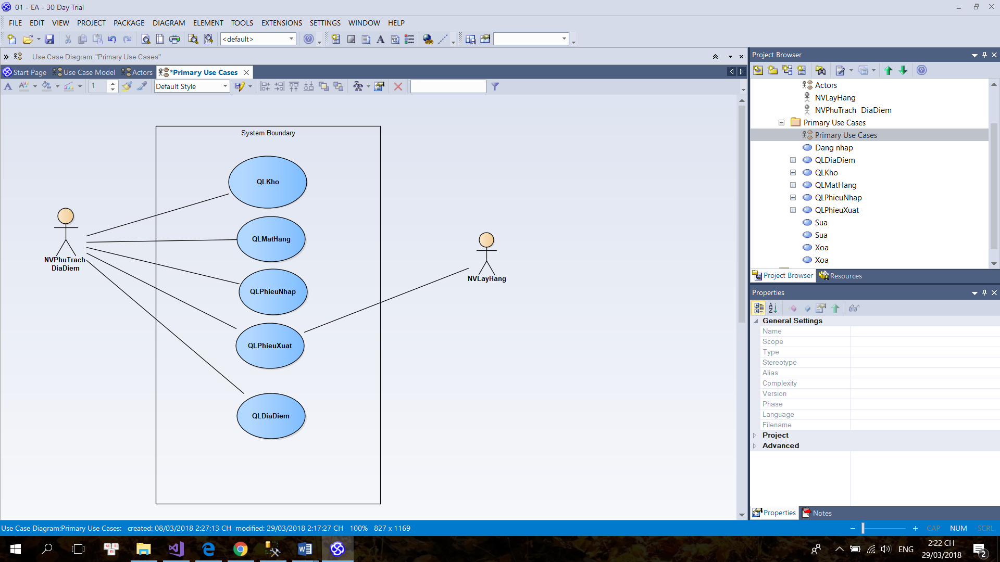 01 - EA - 30 Day Trial
FILE EDIT VIEW PROJECT PACKAGE DIAGRAM ELEMENT TOOLS EXTENSIONS SETTINGS WINDOW HELP
<default>
Use Case Diagram: "Primary Use Cases"
Start Page Use Case Model Actors *Primary Use Cases
1 Default Style
System Boundary
QLKho
QLMatHang
QLPhieuNhap
QLPhieuXuat
QLDiaDiem
NVPhuTrach
DiaDiem
NVLayHang
Project Browser
Actors
NVLayHang
NVPhuTrach DiaDiem
Primary Use Cases
Primary Use Cases
Dang nhap
QLDiaDiem
QLKho
QLMatHang
QLPhieuNhap
QLPhieuXuat
Sua
Sua
Xoa
Xoa
Project Browser Resources
Properties
General Settings
Name
Scope
Type
Stereotype
Alias
Complexity
Version
Phase
Language
Filename
Project
Advanced
Properties Notes
Use Case Diagram:Primary Use Cases: created: 08/03/2018 2:27:13 CH modified: 29/03/2018 2:17:27 CH 100% 827 x 1169
CAP NUM SCRL
ENG
2:22 CH
29/03/2018
2